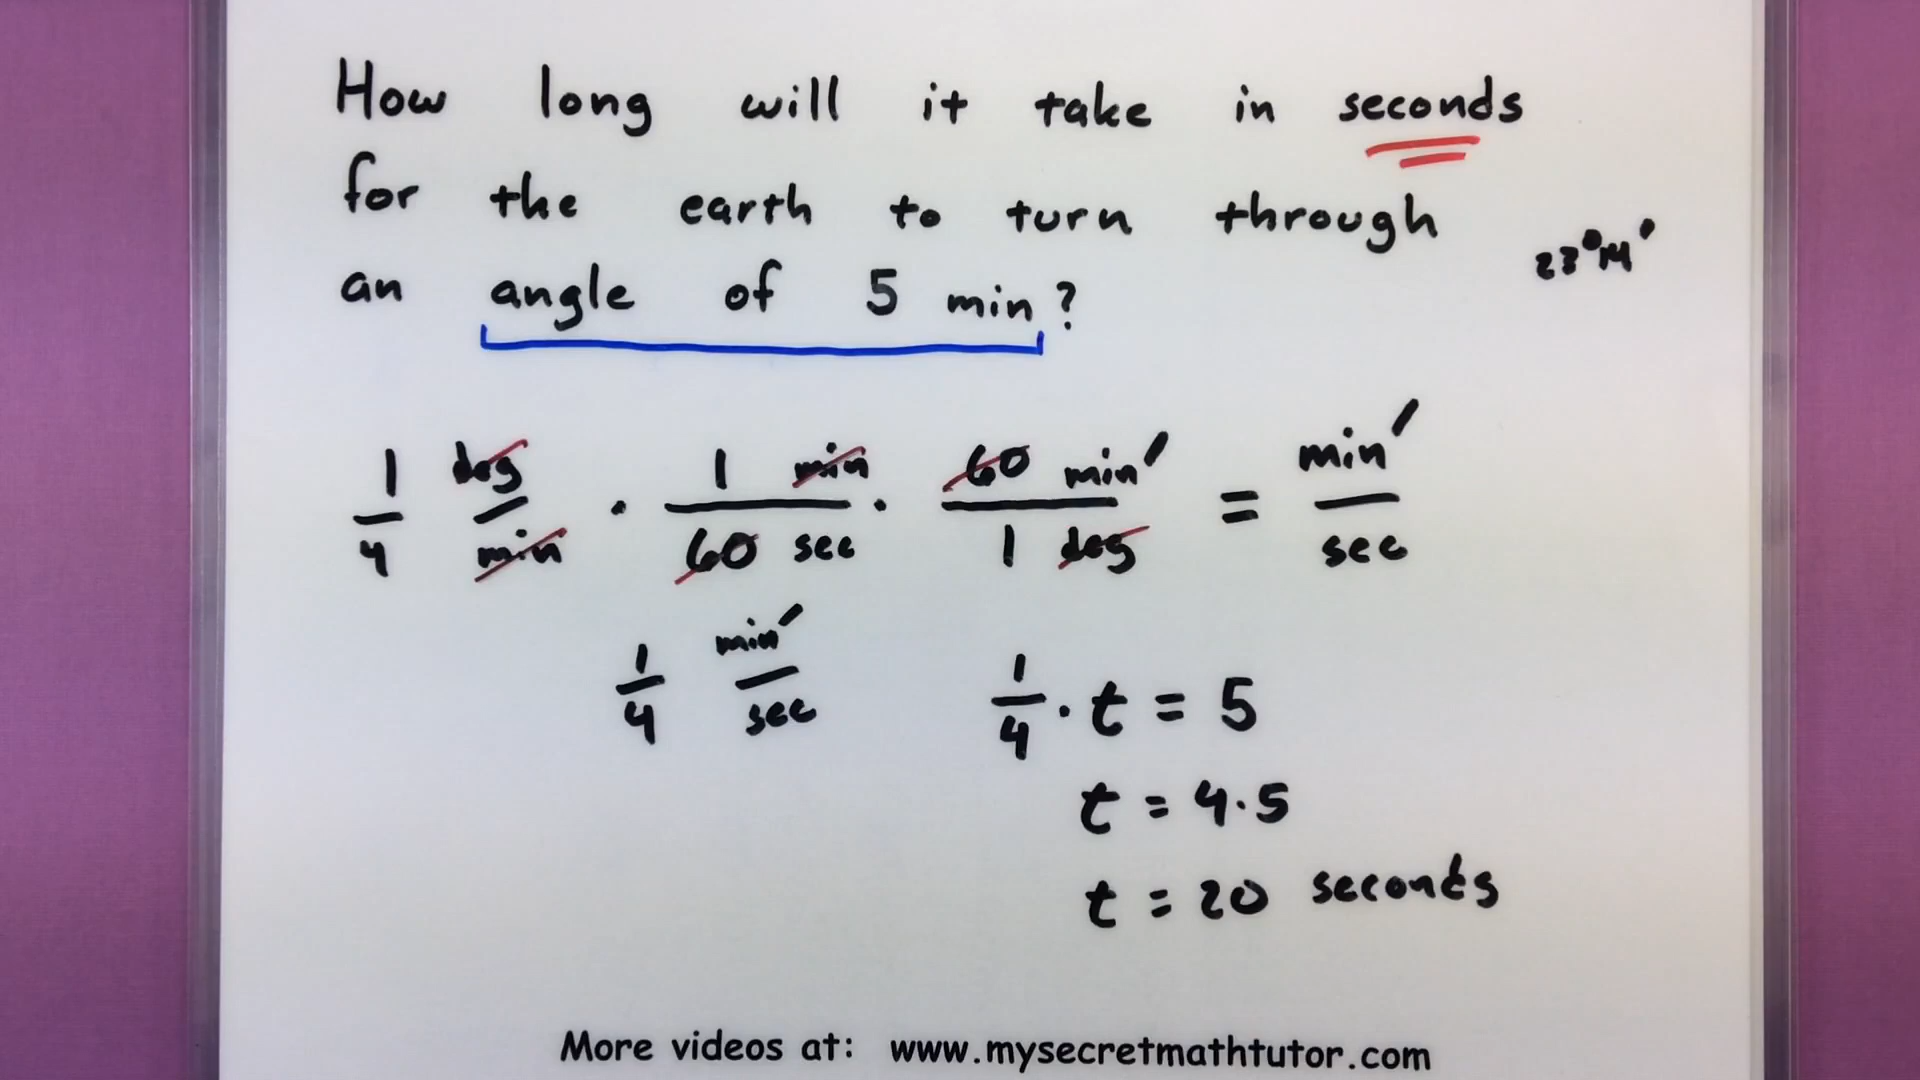 How long will it take in seconds
for the earth to turn through
23°14'
an angle of 5 min?
1/4 deg/min · 1 min/60 sec · 60 min'/1 deg = min'/sec
1/4 min'/sec
1/4 · t = 5
t = 4·5
t = 20 seconds
More videos at: www.mysecretmathtutor.com